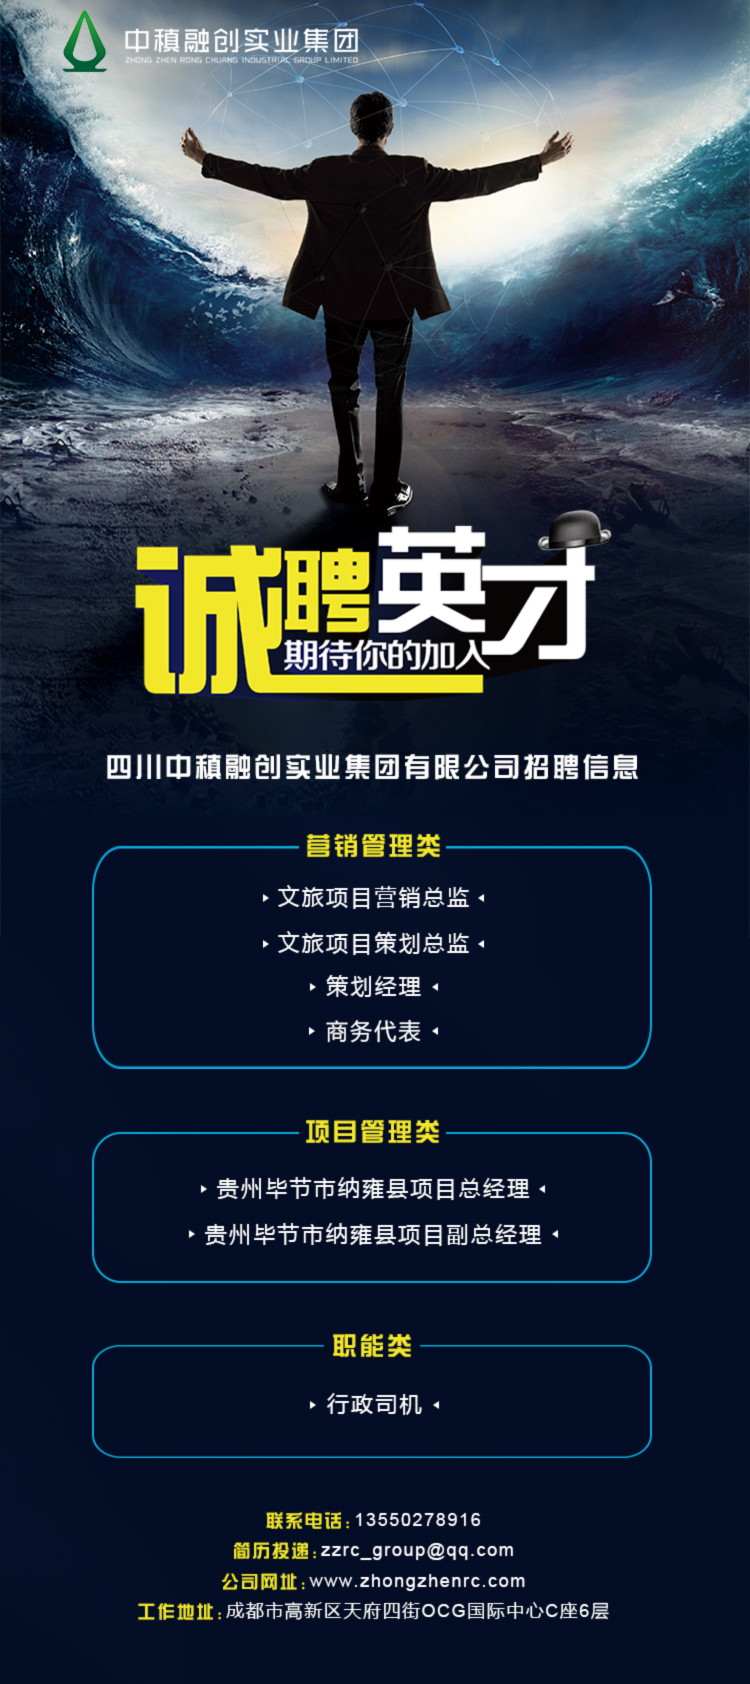 中稹融创实业集团
ZHONG ZHEN RONG CHUANG INDUSTRIAL GROUP LIMITED
诚聘英才
期待你的加入
四川中稹融创实业集团有限公司招聘信息
营销管理类
文旅项目营销总监
文旅项目策划总监
策划经理
商务代表
项目管理类
贵州毕节市纳雍县项目总经理
贵州毕节市纳雍县项目副总经理
职能类
行政司机
联系电话:13550278916
简历投递:zzrc_group@qq.com
公司网址:www.zhongzhenrc.com
工作地址:成都市高新区天府四街OCG国际中心C座6层